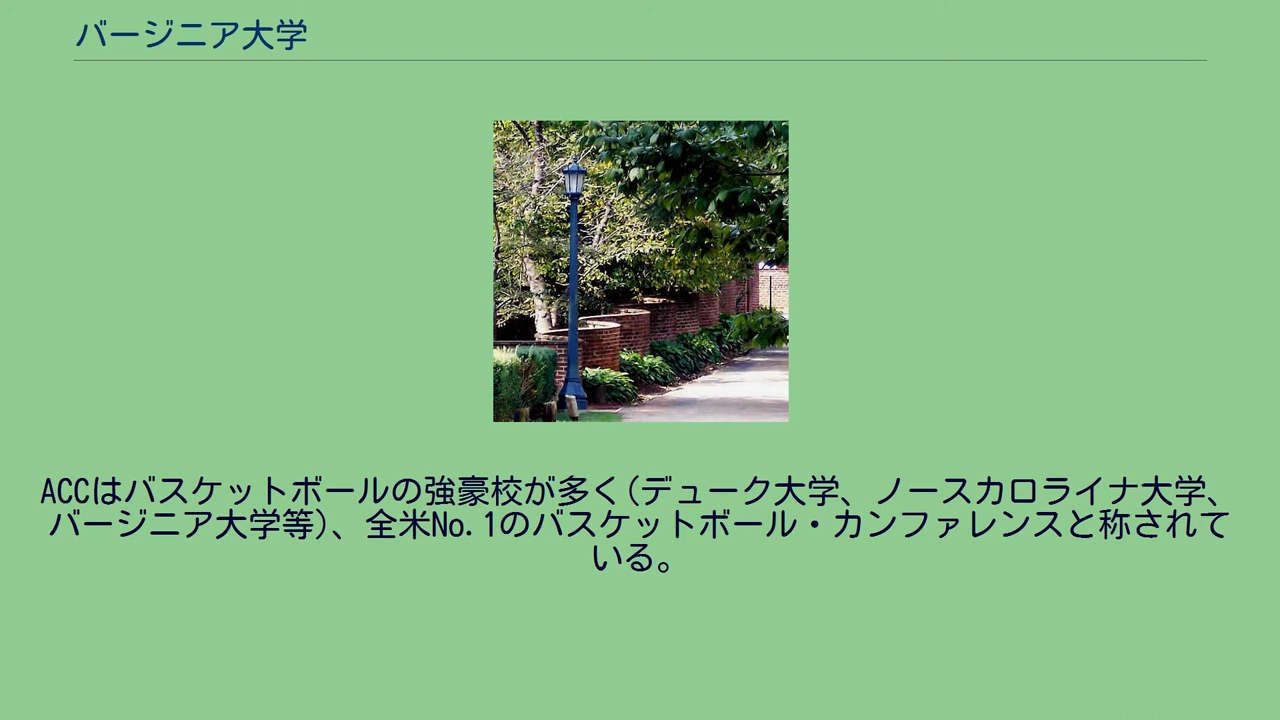 バージニア大学
ACCはバスケットボールの強豪校が多く(デューク大学、ノースカロライナ大学、
バージニア大学等)、全米No.1のバスケットボール・カンファレンスと称されて
いる。